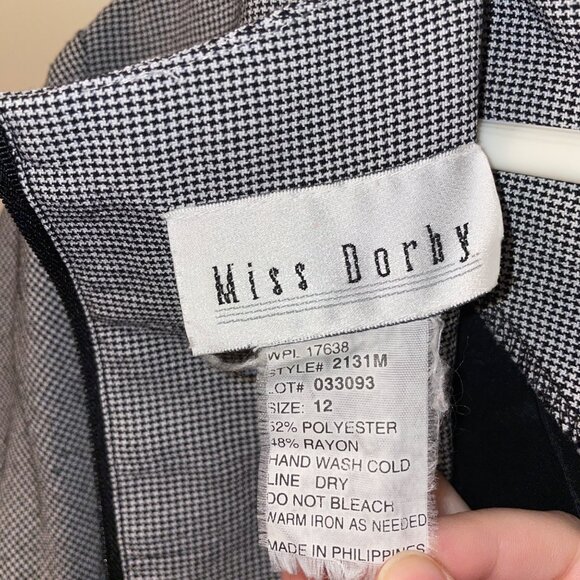 Miss Dorby
WPL 17638
STYLE# 2131M
LOT# 033093
SIZE: 12
52% POLYESTER
48% RAYON
HAND WASH COLD
LINE DRY
DO NOT BLEACH
WARM IRON AS NEEDED
MADE IN PHILIPPINES